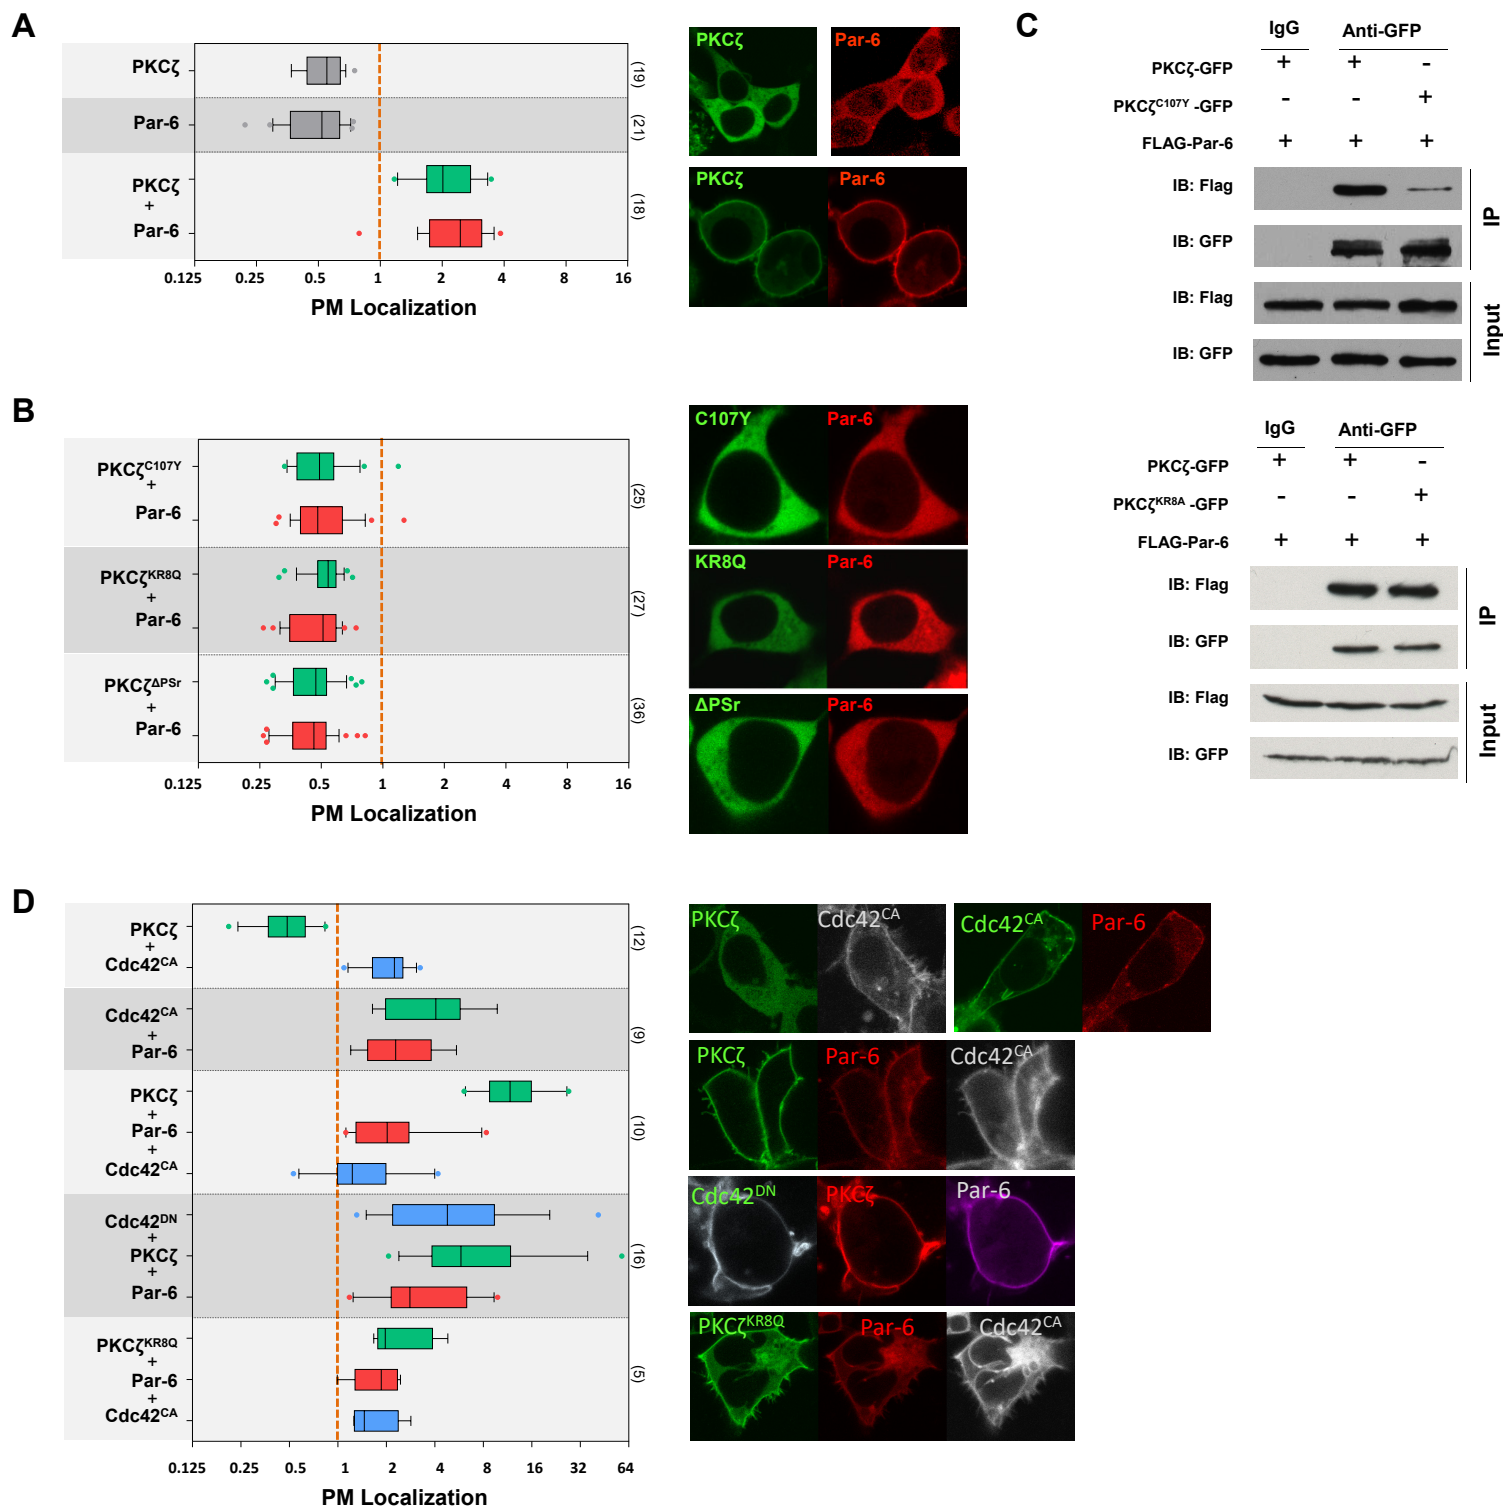 A
PKCζ
(19)
Par-6
(21)
PKCζ
+
Par-6
(18)
0.125 0.25 0.5 1 2 4 8 16
PM Localization
PKCζ Par-6
PKCζ Par-6
C
IgG Anti-GFP
PKCζ-GFP + + -
PKCζC107Y -GFP - - +
FLAG-Par-6 + + +
IB: Flag
IB: GFP
IP
IB: Flag
IB: GFP
Input
IgG Anti-GFP
PKCζ-GFP + + -
PKCζKR8A -GFP - - +
FLAG-Par-6 + + +
IB: Flag
IB: GFP
IP
IB: Flag
IB: GFP
Input
B
PKCζC107Y
+
Par-6
(25)
PKCζKR8Q
+
Par-6
(27)
PKCζΔPSr
+
Par-6
(36)
0.125 0.25 0.5 1 2 4 8 16
PM Localization
C107Y Par-6
KR8Q Par-6
ΔPSr Par-6
D
PKCζ
+
Cdc42CA
(12)
Cdc42CA
+
Par-6
(9)
PKCζ
+
Par-6
+
Cdc42CA
(10)
Cdc42DN
+
PKCζ
+
Par-6
(16)
PKCζKR8Q
+
Par-6
+
Cdc42CA
(5)
0.125 0.25 0.5 1 2 4 8 16 32 64
PM Localization
PKCζ Cdc42CA Cdc42CA Par-6
PKCζ Par-6 Cdc42CA
Cdc42DN PKCζ Par-6
PKCζKR8Q Par-6 Cdc42CA